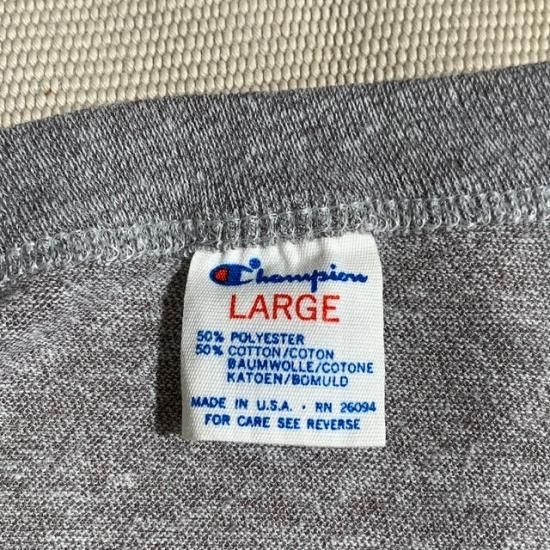 Champion
LARGE
50% POLYESTER
50% COTTON/COTON
BAUMWOLLE/COTONE
KATOEN/BOMULD
MADE IN U.S.A. · RN 26094
FOR CARE SEE REVERSE